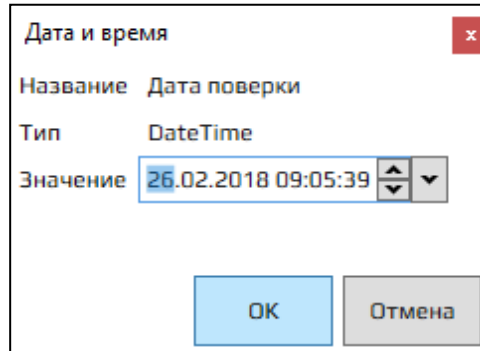 Дата и время x
Название Дата поверки
Тип DateTime
Значение 26.02.2018 09:05:39
OK Отмена